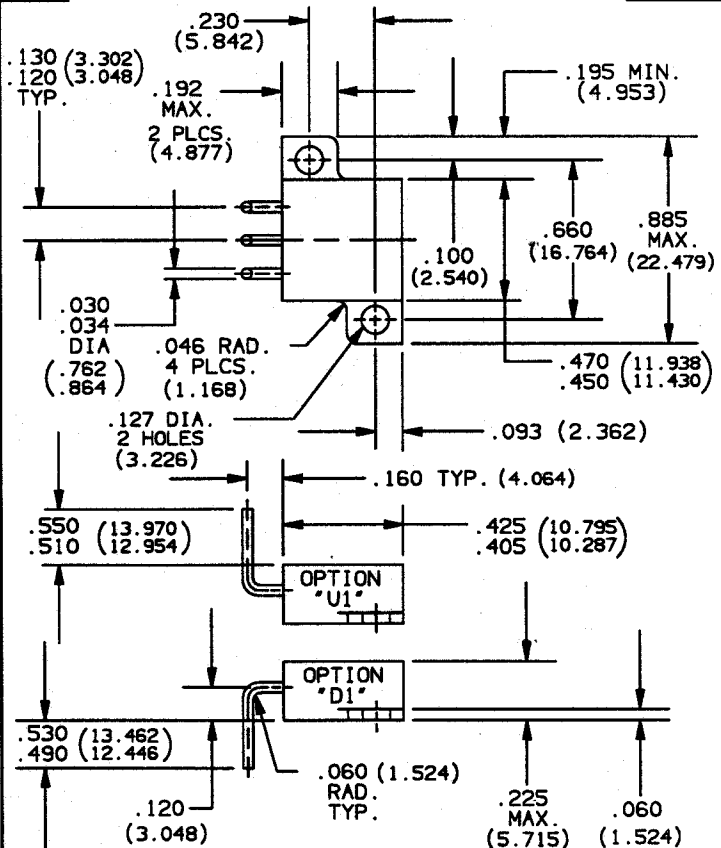 .230
(5.842)
.130 (3.302)
.120 (3.048)
TYP.
.192
MAX.
2 PLCS.
(4.877)
.195 MIN.
(4.953)
.100
(2.540)
.660
(16.764)
.885
MAX.
(22.479)
.030
.034
DIA
(.762
.864)
.046 RAD.
4 PLCS.
(1.168)
.470 (11.938
.450 11.430)
.127 DIA.
2 HOLES
(3.226)
.093 (2.362)
.160 TYP. (4.064)
.550 (13.970
.510 12.954)
.425 (10.795
.405 10.287)
OPTION
"U1"
OPTION
"D1"
.530 (13.462
.490 12.446)
.060 (1.524)
RAD.
TYP.
.120
(3.048)
.225
MAX.
(5.715)
.060
(1.524)